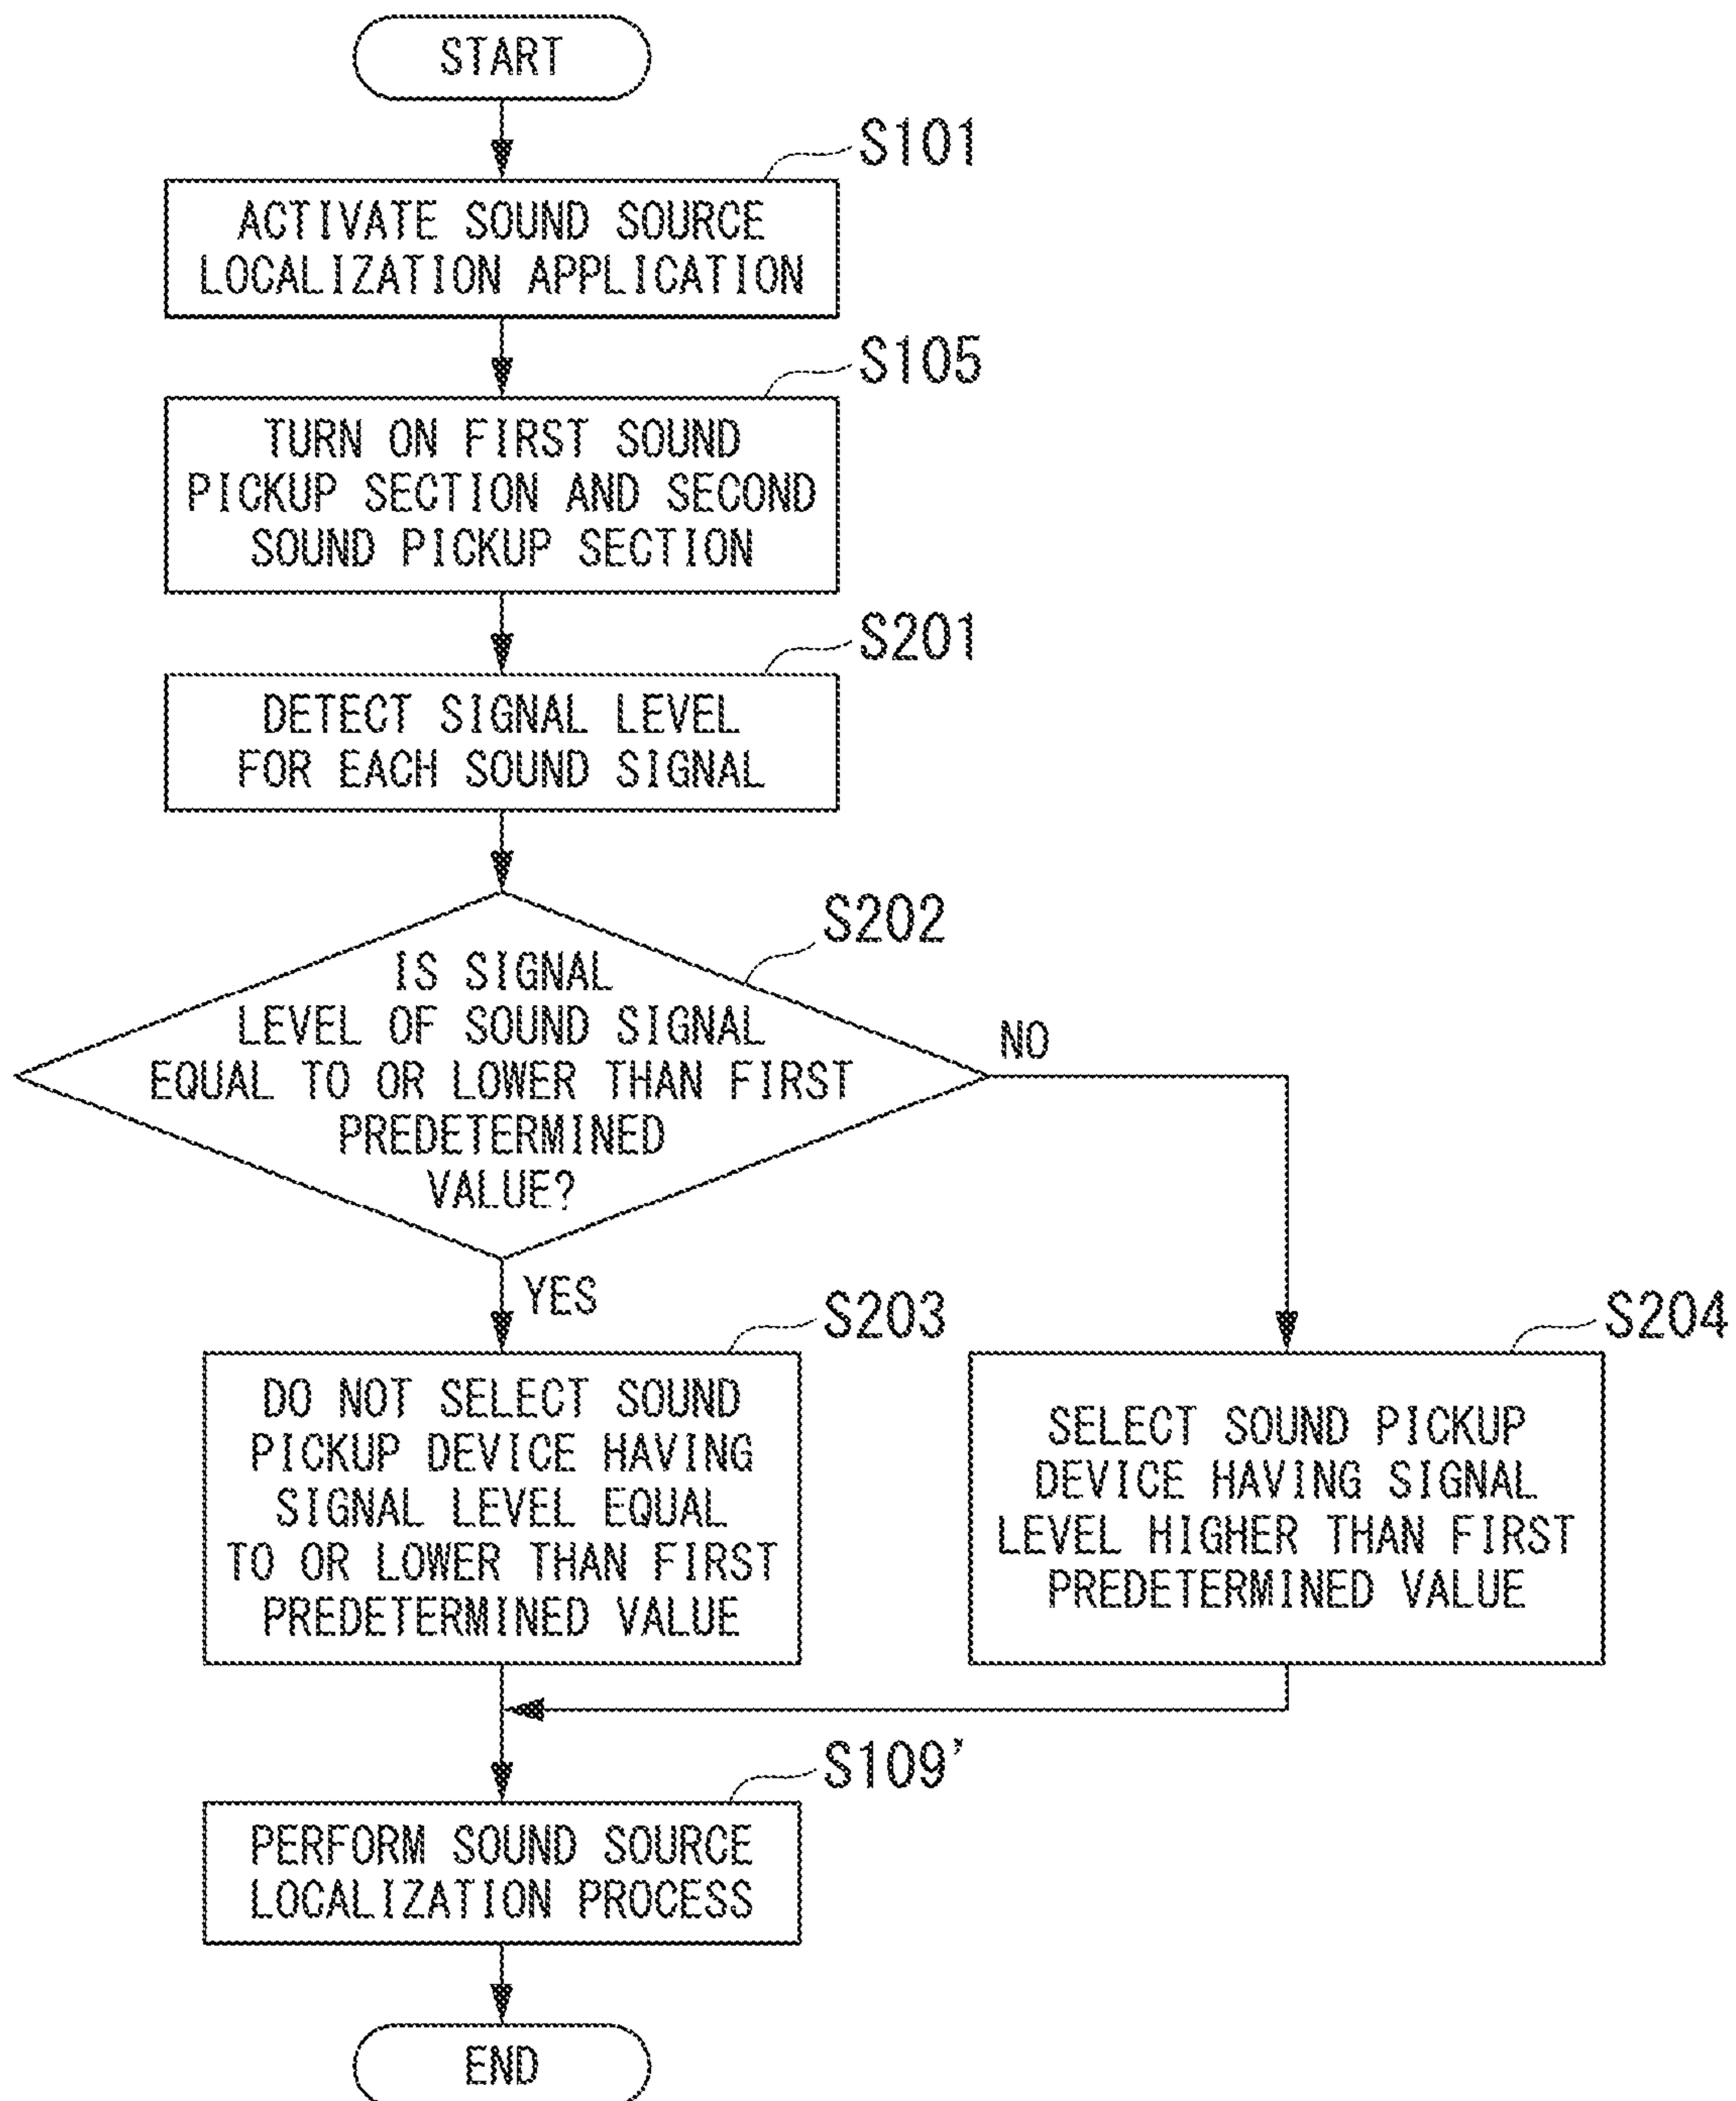 START
S101
ACTIVATE SOUND SOURCE
LOCALIZATION APPLICATION
S105
TURN ON FIRST SOUND
PICKUP SECTION AND SECOND
SOUND PICKUP SECTION
S201
DETECT SIGNAL LEVEL
FOR EACH SOUND SIGNAL
S202
IS SIGNAL
LEVEL OF SOUND SIGNAL
EQUAL TO OR LOWER THAN FIRST
PREDETERMINED
VALUE?
NO
YES
S203
DO NOT SELECT SOUND
PICKUP DEVICE HAVING
SIGNAL LEVEL EQUAL
TO OR LOWER THAN FIRST
PREDETERMINED VALUE
S204
SELECT SOUND PICKUP
DEVICE HAVING SIGNAL
LEVEL HIGHER THAN FIRST
PREDETERMINED VALUE
S109'
PERFORM SOUND SOURCE
LOCALIZATION PROCESS
END